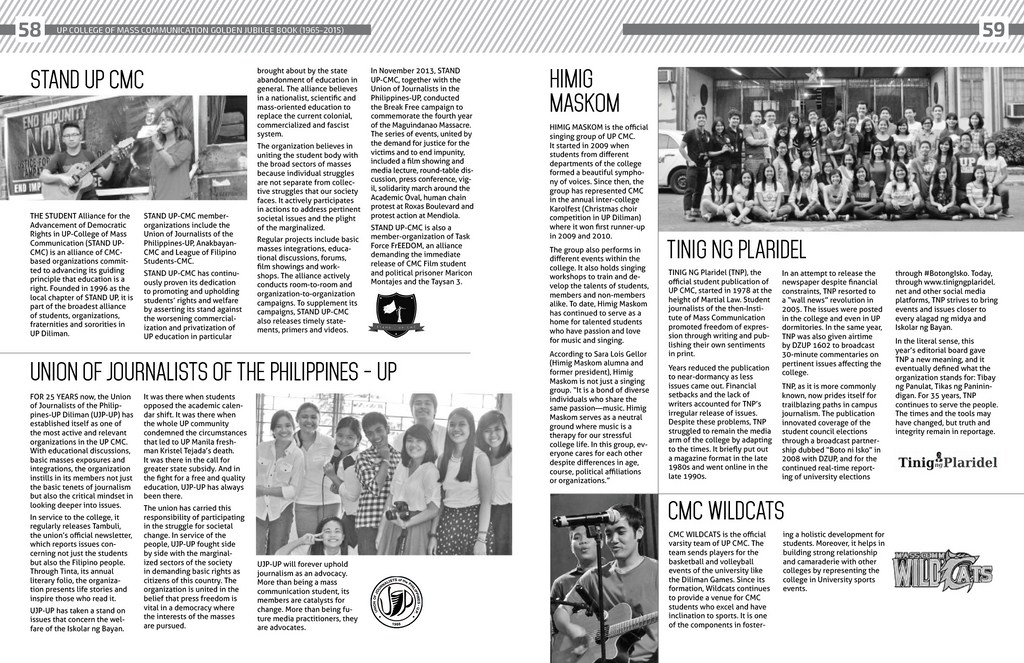 58
UP COLLEGE OF MASS COMMUNICATION GOLDEN JUBILEE BOOK (1965-2015)
STAND UP CMC
END IMPUNITY
NOW
END IMP
THE STUDENT Alliance for the
Advancement of Democratic
Rights in UP-College of Mass
Communication (STAND UP-
CMC) is an alliance of CMC-
based organizations commit-
ted to advancing its guiding
principle that education is a
right. Founded in 1996 as the
local chapter of STAND UP, it is
part of the broadest alliance
of students, organizations,
fraternities and sororities in
UP Diliman.
STAND UP-CMC member-
organizations include the
Union of Journalists of the
Philippines-UP, Anakbayan-
CMC and League of Filipino
Students-CMC.
STAND UP-CMC has continu-
ously proven its dedication
to promoting and upholding
students' rights and welfare
by asserting its stand against
the worsening commercial-
ization and privatization of
UP education in particular
brought about by the state
abandonment of education in
general. The alliance believes
in a nationalist, scientific and
mass-oriented education to
replace the current colonial,
commercialized and fascist
system.
The organization believes in
uniting the student body with
the broad sectors of masses
because individual struggles
are not separate from collec-
tive struggles that our society
faces. It actively participates
in actions to address pertinent
societal issues and the plight
of the marginalized.
Regular projects include basic
masses integrations, educa-
tional discussions, forums,
film showings and work-
shops. The alliance actively
conducts room-to-room and
organization-to-organization
campaigns. To supplement its
campaigns, STAND UP-CMC
also releases timely state-
ments, primers and videos.
In November 2013, STAND
UP-CMC, together with the
Union of Journalists in the
Philippines-UP, conducted
the Break Free campaign to
commemorate the fourth year
of the Maguindanao Massacre.
The series of events, united by
the demand for justice for the
victims and to end impunity,
included a film showing and
media lecture, round-table dis-
cussion, press conference, vig-
il, solidarity march around the
Academic Oval, human chain
protest at Roxas Boulevard and
protest action at Mendiola.
STAND UP-CMC is also a
member-organization of Task
Force FrEEDOM, an alliance
demanding the immediate
release of CMC Film student
and political prisoner Maricon
Montajes and the Taysan 3.
UNION OF JOURNALISTS OF THE PHILIPPINES - UP
FOR 25 YEARS now, the Union
of Journalists of the Philip-
pines-UP Diliman (UJP-UP) has
established itself as one of
the most active and relevant
organizations in the UP CMC.
With educational discussions,
basic masses exposures and
integrations, the organization
instills in its members not just
the basic tenets of journalism
but also the critical mindset in
looking deeper into issues.
In service to the college, it
regularly releases Tambuli,
the union's official newsletter,
which reports issues con-
cerning not just the students
but also the Filipino people.
Through Tinta, its annual
literary folio, the organiza-
tion presents life stories and
inspire those who read it.
UJP-UP has taken a stand on
issues that concern the wel-
fare of the Iskolar ng Bayan.
It was there when students
opposed the academic calen-
dar shift. It was there when
the whole UP community
condemned the circumstances
that led to UP Manila fresh-
man Kristel Tejada's death.
It was there in the call for
greater state subsidy. And in
the fight for a free and quality
education, UJP-UP has always
been there.
The union has carried this
responsibility of participating
in the struggle for societal
change. In service of the
people, UJP-UP fought side
by side with the marginal-
ized sectors of the society
in demanding basic rights as
citizens of this country. The
organization is united in the
belief that press freedom is
vital in a democracy where
the interests of the masses
are pursued.
UJP-UP will forever uphold
journalism as an advocacy.
More than being a mass
communication student, its
members are catalysts for
change. More than being fu-
ture media practitioners, they
are advocates.
59
HIMIG
MASKOM
HIMIG MASKOM is the official
singing group of UP CMC.
It started in 2009 when
students from different
departments of the college
formed a beautiful sympho-
ny of voices. Since then, the
group has represented CMC
in the annual inter-college
Karolfest (Christmas choir
competition in UP Diliman)
where it won first runner-up
in 2009 and 2010.
The group also performs in
different events within the
college. It also holds singing
workshops to train and de-
velop the talents of students,
members and non-members
alike. To date, Himig Maskom
has continued to serve as a
home for talented students
who have passion and love
for music and singing.
According to Sara Lois Gellor
(Himig Maskom alumna and
former president), Himig
Maskom is not just a singing
group. "It is a bond of diverse
individuals who share the
same passion—music. Himig
Maskom serves as a neutral
ground where music is a
therapy for our stressful
college life. In this group, ev-
eryone cares for each other
despite differences in age,
course, political affiliations
or organizations."
UP
TINIG NG PLARIDEL
TINIG NG Plaridel (TNP), the
official student publication of
UP CMC, started in 1978 at the
height of Martial Law. Student
journalists of the then-Insti-
tute of Mass Communication
promoted freedom of expres-
sion through writing and pub-
lishing their own sentiments
in print.
Years reduced the publication
to near-dormancy as less
issues came out. Financial
setbacks and the lack of
writers accounted for TNP's
irregular release of issues.
Despite these problems, TNP
struggled to remain the media
arm of the college by adapting
to the times. It briefly put out
a magazine format in the late
1980s and went online in the
late 1990s.
In an attempt to release the
newspaper despite financial
constraints, TNP resorted to
a "wall news" revolution in
2005. The issues were posted
in the college and even in UP
dormitories. In the same year,
TNP was also given airtime
by DZUP 1602 to broadcast
30-minute commentaries on
pertinent issues affecting the
college.
TNP, as it is more commonly
known, now prides itself for
trailblazing paths in campus
journalism. The publication
innovated coverage of the
student council elections
through a broadcast partner-
ship dubbed "Boto ni Isko" in
2008 with DZUP, and for the
continued real-time report-
ing of university elections
through #BotongIsko. Today,
through www.tinigngplaridel.
net and other social media
platforms, TNP strives to bring
events and issues closer to
every alagad ng midya and
Iskolar ng Bayan.
In the literal sense, this
year's editorial board gave
TNP a new meaning, and it
eventually defined what the
organization stands for: Tibay
ng Panulat, Tikas ng Paninin-
digan. For 35 years, TNP
continues to serve the people.
The times and the tools may
have changed, but truth and
integrity remain in reportage.
Tinig ng Plaridel
CMC WILDCATS
CMC WILDCATS is the official
varsity team of UP CMC. The
team sends players for the
basketball and volleyball
events of the university like
the Diliman Games. Since its
formation, Wildcats continues
to provide a venue for CMC
students who excel and have
inclination to sports. It is one
of the components in foster-
ing a holistic development for
students. Moreover, it helps in
building strong relationship
and camaraderie with other
colleges by representing the
college in University sports
events.
MASSCOMM
WILDCATS